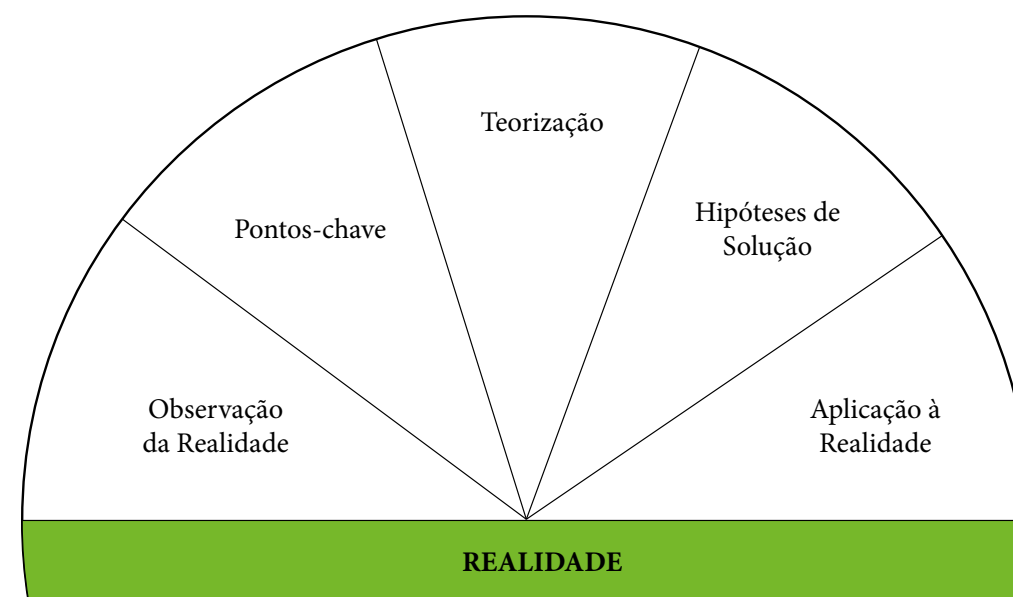 Observação
da Realidade
Pontos-chave
Teorização
Hipóteses de
Solução
Aplicação à
Realidade
REALIDADE